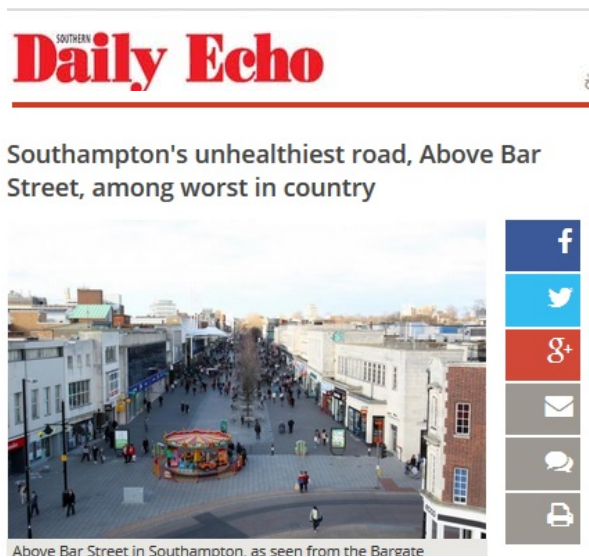 SOUTHERN
Daily Echo
Southampton's unhealthiest road, Above Bar
Street, among worst in country
f
g+
Above Bar Street in Southampton, as seen from the Bargate